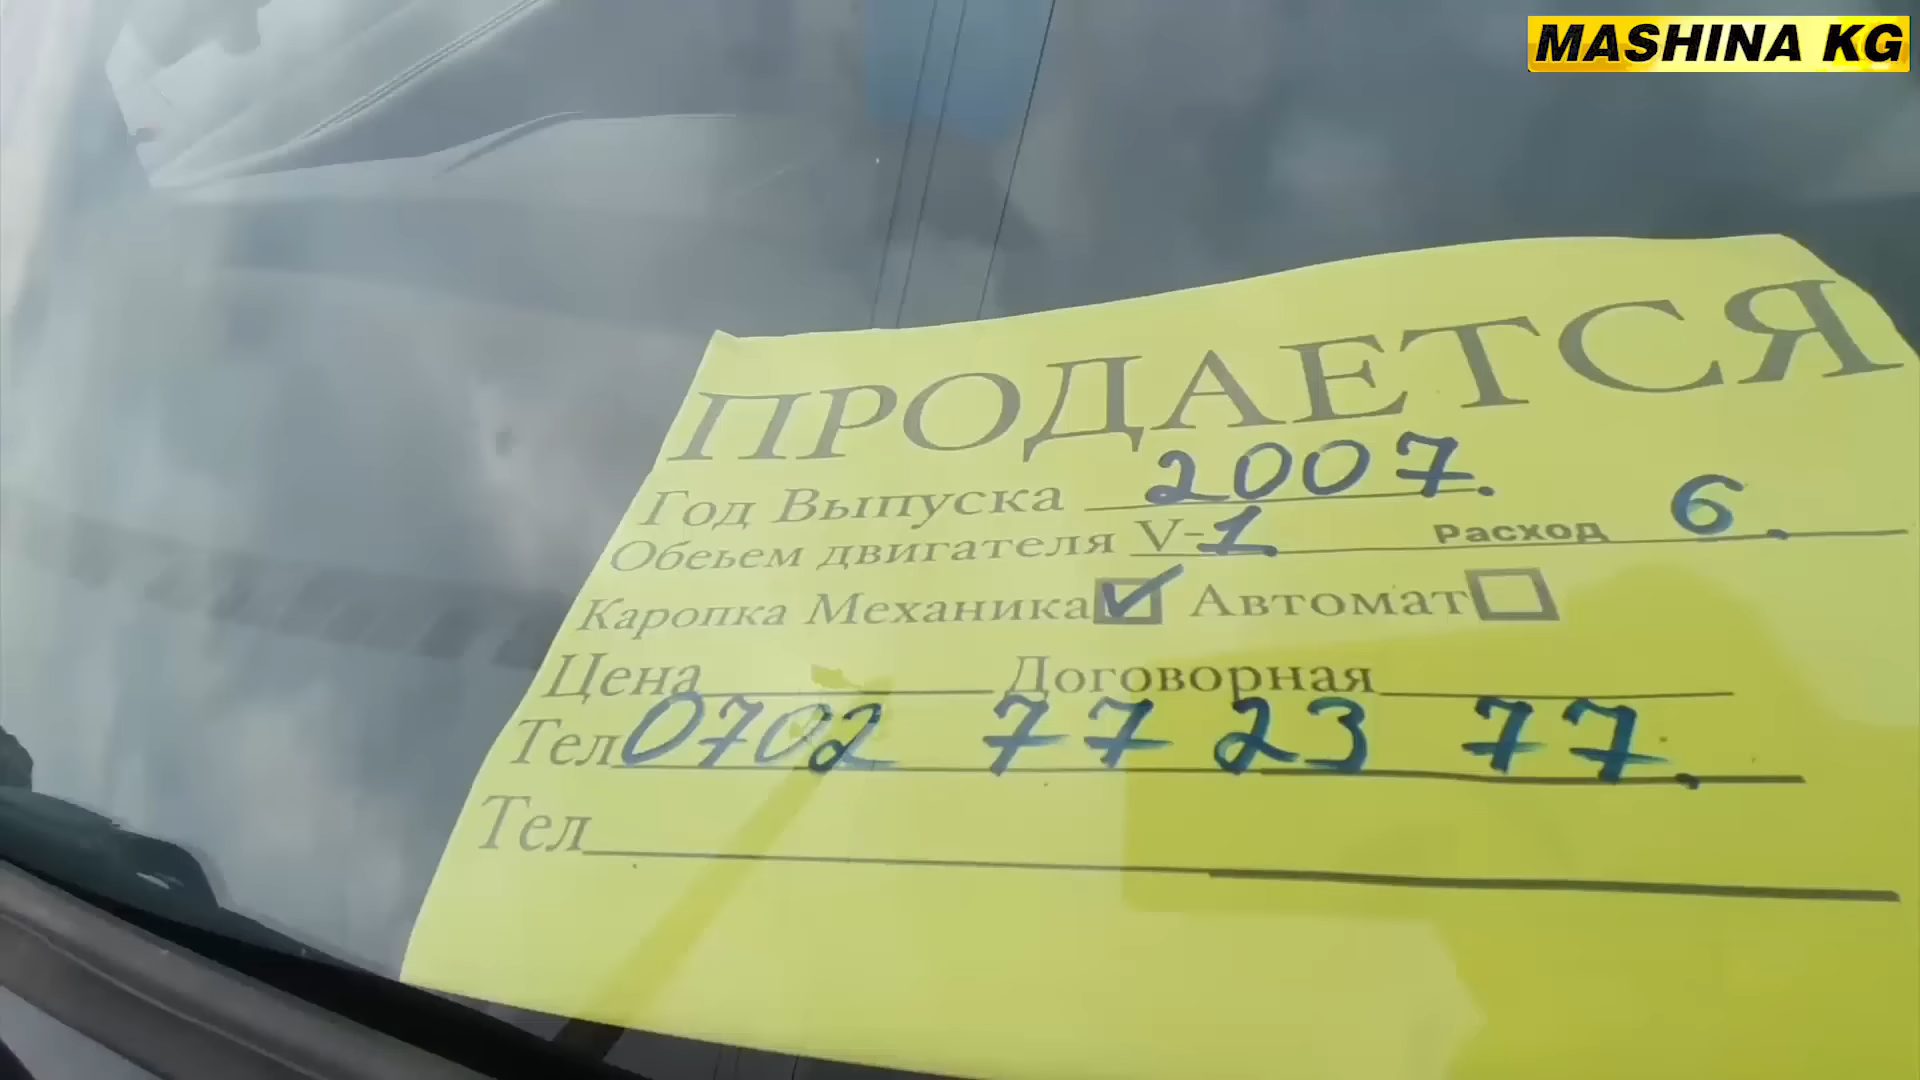 MASHINA KG
ПРОДАЕТСЯ
Год Выпуска 2007.
Обеьем двигателя V-1. Расход 6.
Каропка Механика ✓ Автомат
Цена Договорная
Тел 0702 77 23 77.
Тел